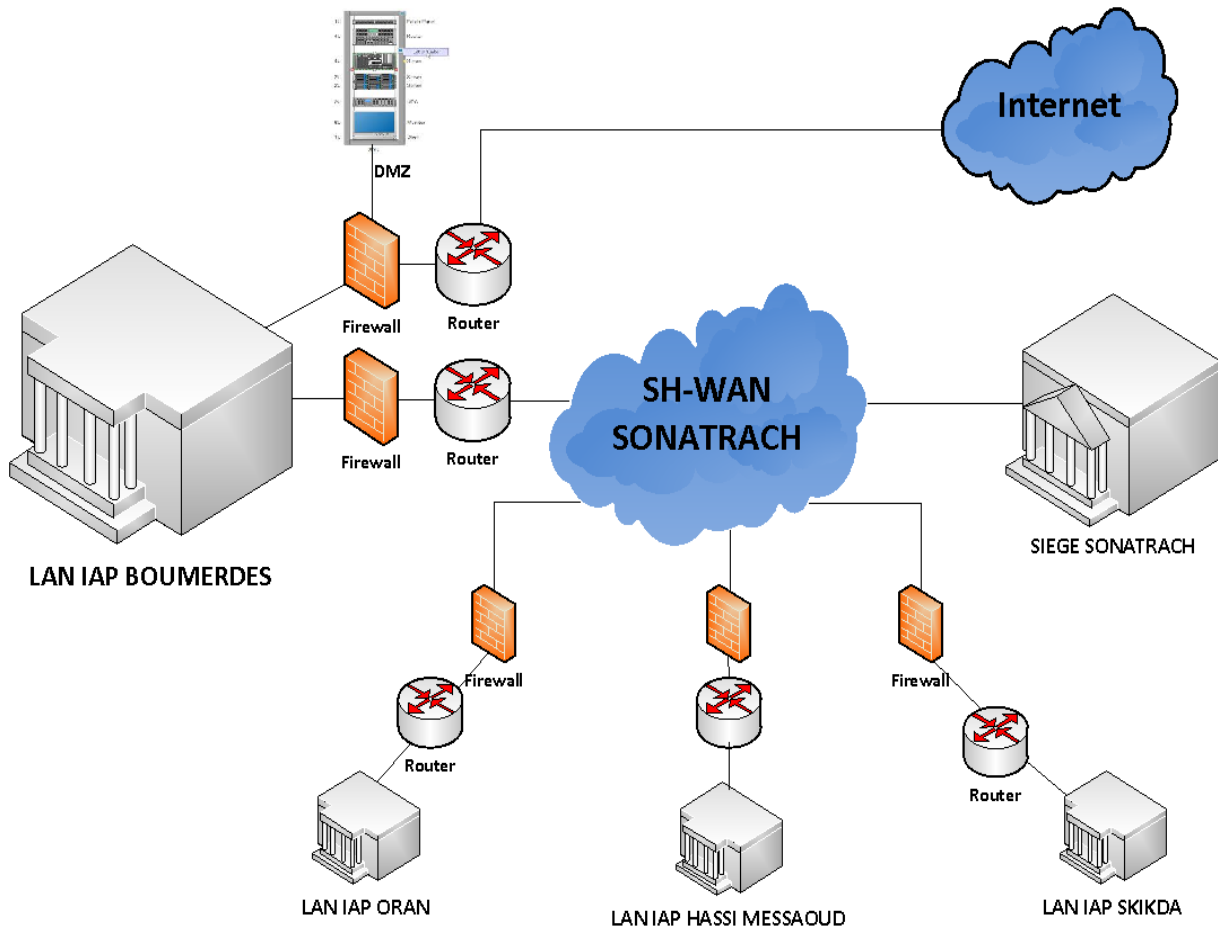 DMZ
Internet
Firewall
Router
Firewall
Router
SH-WAN
SONATRACH
LAN IAP BOUMERDES
SIEGE SONATRACH
Firewall
Firewall
Router
Router
LAN IAP ORAN
LAN IAP HASSI MESSAOUD
LAN IAP SKIKDA